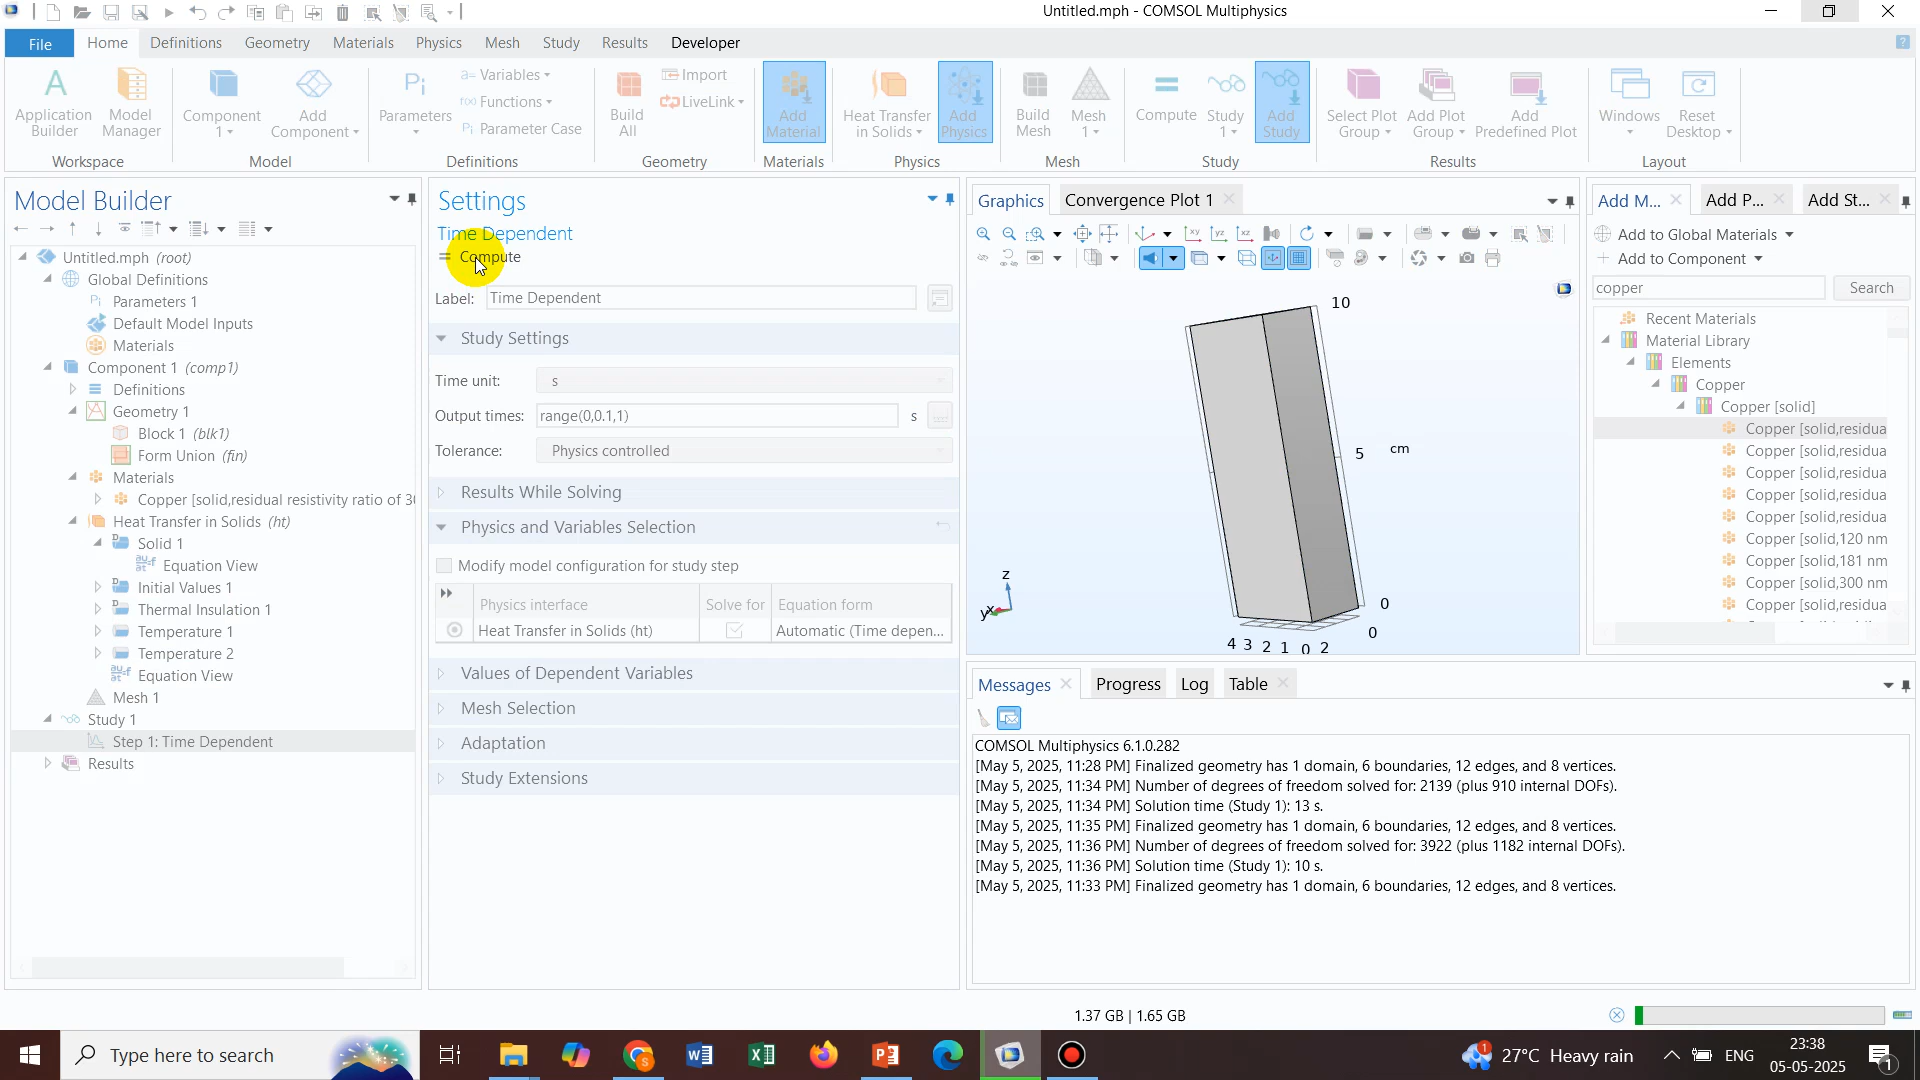 Untitled.mph - COMSOL Multiphysics
File
Home
Definitions
Geometry
Materials
Physics
Mesh
Study
Results
Developer
Application Builder
Model Manager
Workspace
Component 1
Add Component
Model
Pi
Parameters
a= Variables
f(x) Functions
Pi Parameter Case
Definitions
Build All
Import
LiveLink
Geometry
Add Material
Materials
Heat Transfer in Solids
Add Physics
Physics
Build Mesh
Mesh 1
Mesh
Compute
Study 1
Add Study
Study
Select Plot Group
Add Plot Group
Add Predefined Plot
Results
Windows
Reset Desktop
Layout
Model Builder
Untitled.mph (root)
Global Definitions
Pi Parameters 1
Default Model Inputs
Materials
Component 1 (comp1)
Definitions
Geometry 1
Block 1 (blk1)
Form Union (fin)
Materials
Copper [solid,residual resistivity ratio of 30
Heat Transfer in Solids (ht)
Solid 1
Equation View
Initial Values 1
Thermal Insulation 1
Temperature 1
Temperature 2
Equation View
Mesh 1
Study 1
Step 1: Time Dependent
Results
Settings
Time Dependent
= Compute
Label: Time Dependent
Study Settings
Time unit: s
Output times: range(0,0.1,1) s
Tolerance: Physics controlled
Results While Solving
Physics and Variables Selection
Modify model configuration for study step
Physics interface Solve for Equation form
Heat Transfer in Solids (ht) Automatic (Time depen...
Values of Dependent Variables
Mesh Selection
Adaptation
Study Extensions
Graphics
Convergence Plot 1
10
5
cm
0
0
4 3 2 1 0 2
z
y x
Add M...
Add P...
Add St...
Add to Global Materials
Add to Component
copper
Search
Recent Materials
Material Library
Elements
Copper
Copper [solid]
Copper [solid,residua
Copper [solid,residua
Copper [solid,residua
Copper [solid,residua
Copper [solid,residua
Copper [solid,120 nm
Copper [solid,181 nm
Copper [solid,300 nm
Copper [solid,residua
Messages
Progress
Log
Table
COMSOL Multiphysics 6.1.0.282
[May 5, 2025, 11:28 PM] Finalized geometry has 1 domain, 6 boundaries, 12 edges, and 8 vertices.
[May 5, 2025, 11:34 PM] Number of degrees of freedom solved for: 2139 (plus 910 internal DOFs).
[May 5, 2025, 11:34 PM] Solution time (Study 1): 13 s.
[May 5, 2025, 11:35 PM] Finalized geometry has 1 domain, 6 boundaries, 12 edges, and 8 vertices.
[May 5, 2025, 11:36 PM] Number of degrees of freedom solved for: 3922 (plus 1182 internal DOFs).
[May 5, 2025, 11:36 PM] Solution time (Study 1): 10 s.
[May 5, 2025, 11:33 PM] Finalized geometry has 1 domain, 6 boundaries, 12 edges, and 8 vertices.
1.37 GB | 1.65 GB
Type here to search
27°C Heavy rain
ENG
23:38
05-05-2025